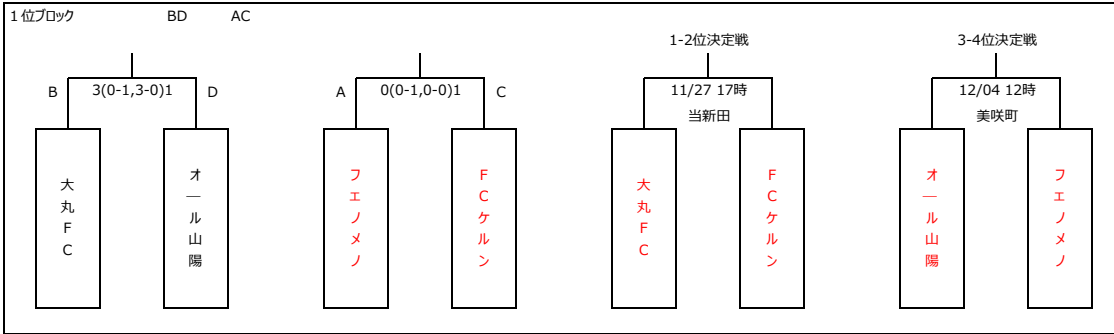 1位ブロック BD AC
1-2位決定戦 3-4位決定戦
B 3(0-1,3-0)1 D A 0(0-1,0-0)1 C 11/27 17時 12/04 12時
当新田 美咲町
大丸FC
オール山陽
フェノメノ
FCケルン
大丸FC
FCケルン
オール山陽
フェノメノ